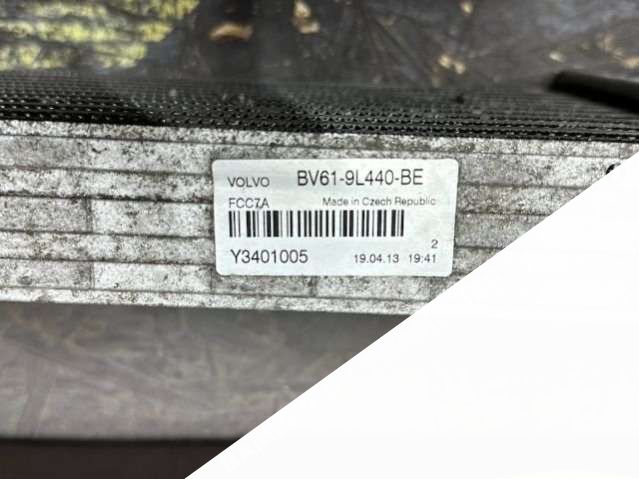 VOLVO BV61-9L440-BE
FCC7A Made in Czech Republic
2
Y3401005 19.04.13 19:41